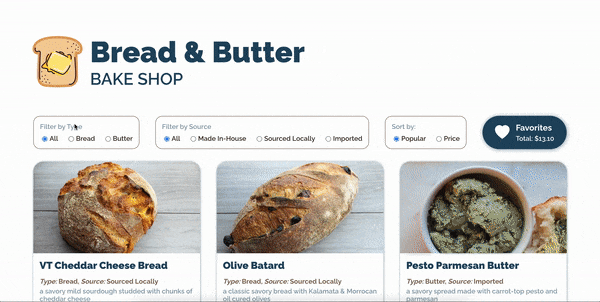 Bread & Butter
BAKE SHOP
Filter by Type
All Bread Butter
Filter by Source
All Made In-House Sourced Locally Imported
Sort by:
Popular Price
Favorites
Total: $13.10
VT Cheddar Cheese Bread
Type: Bread, Source: Sourced Locally
a savory mild sourdough studded with chunks of
cheddar cheese
Olive Batard
Type: Bread, Source: Sourced Locally
a classic savory bread with Kalamata & Morrocan
oil cured olives
Pesto Parmesan Butter
Type: Butter, Source: Imported
a savory spread made with carrot-top pesto and
parmesan